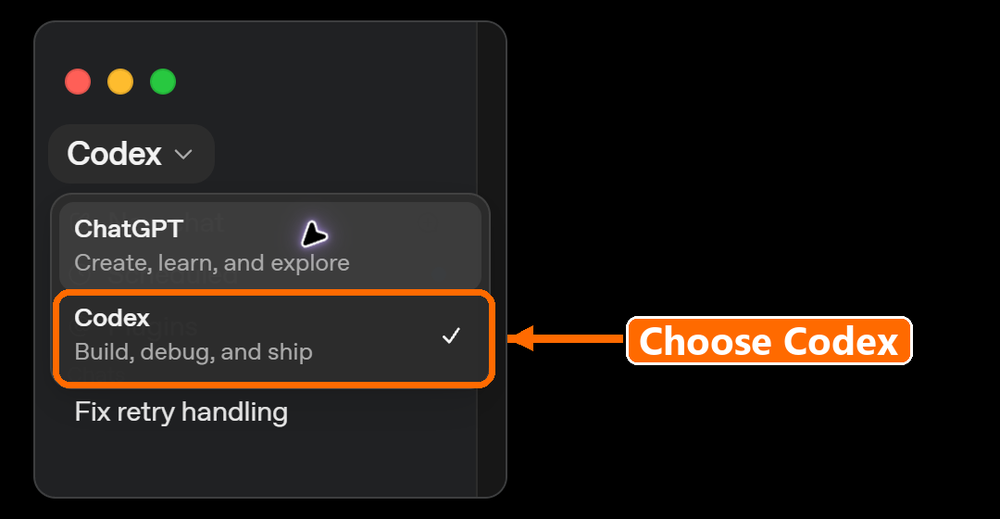 Codex
ChatGPT
Create, learn, and explore
Codex
Build, debug, and ship
Choose Codex
Fix retry handling